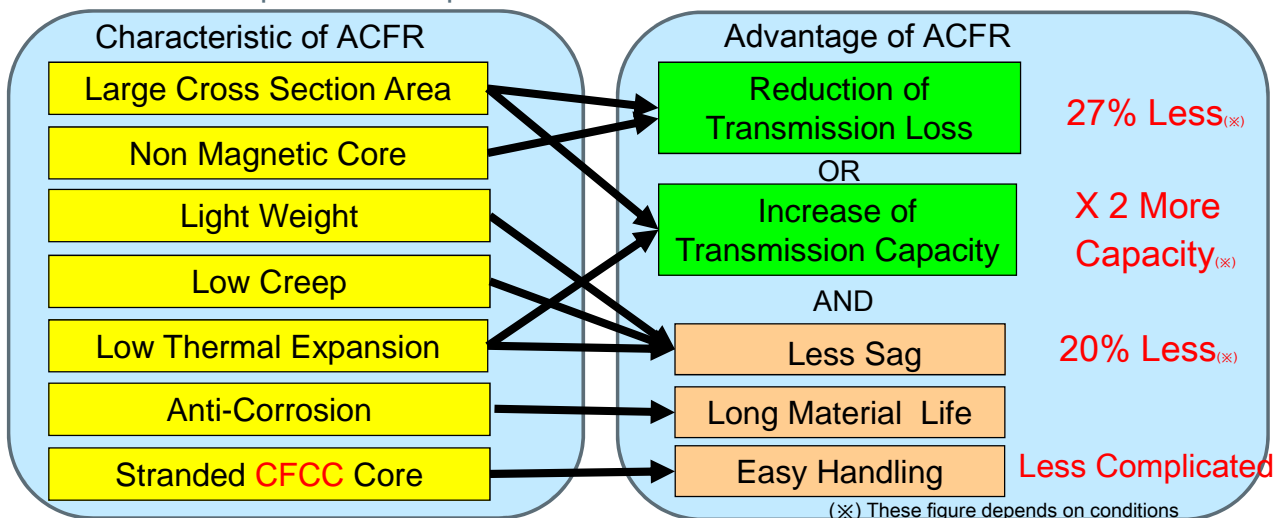 Characteristic of ACFR
Large Cross Section Area
Non Magnetic Core
Light Weight
Low Creep
Low Thermal Expansion
Anti-Corrosion
Stranded CFCC Core
Advantage of ACFR
Reduction of
Transmission Loss
27% Less(※)
OR
Increase of
Transmission Capacity
X 2 More
Capacity(※)
AND
Less Sag
20% Less(※)
Long Material  Life
Easy Handling
Less Complicated
(※) These figure depends on conditions